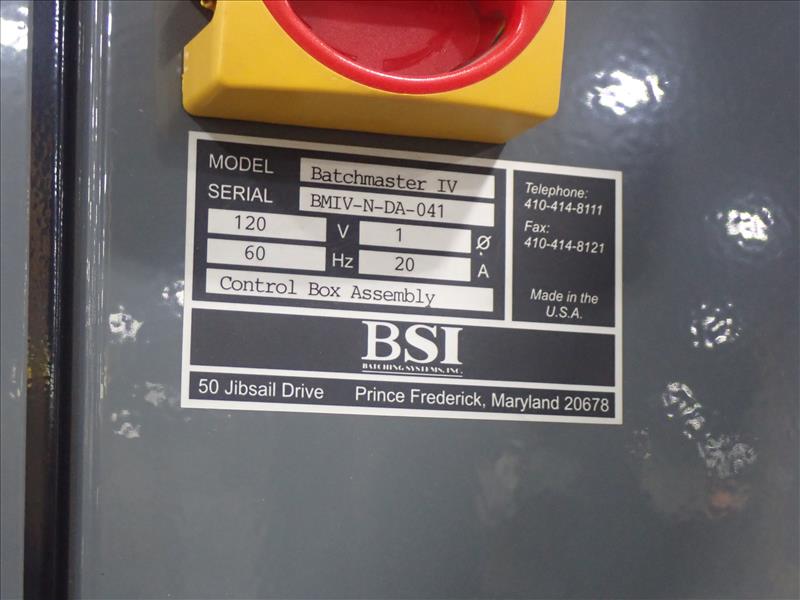 MODEL Batchmaster IV
SERIAL BMIV-N-DA-041
120 V 1 Ø
60 Hz 20 A
Control Box Assembly
Telephone:
410-414-8111
Fax:
410-414-8121
Made in the
U.S.A.
BSI
BATCHING SYSTEMS, INC.
50 Jibsail Drive Prince Frederick, Maryland 20678